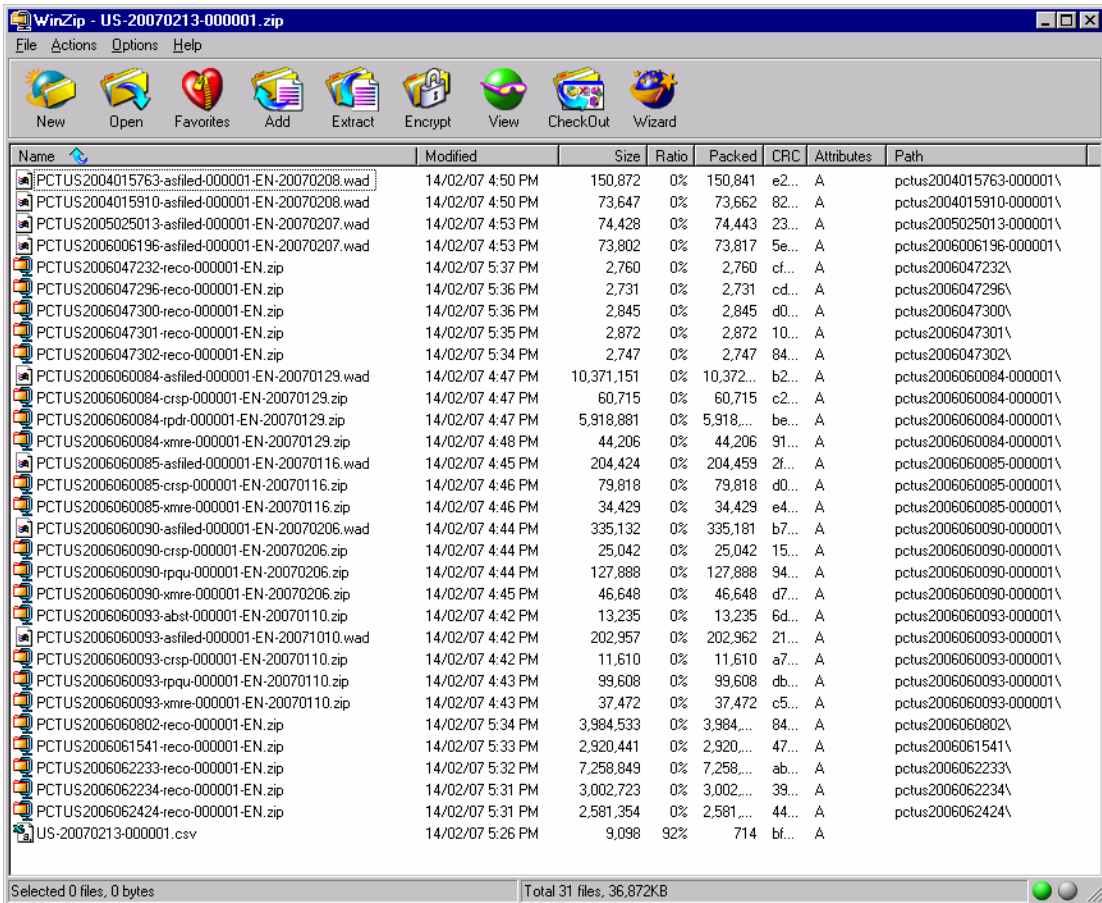 WinZip - US-20070213-000001.zip
File Actions Options Help
New Open Favorites Add Extract Encrypt View CheckOut Wizard
Name Modified Size Ratio Packed CRC Attributes Path
PCTUS2004015763-asfiled-000001-EN-20070208.wad 14/02/07 4:50 PM 150,872 0% 150,841 e2... A pctus2004015763-000001\
PCTUS2004015910-asfiled-000001-EN-20070208.wad 14/02/07 4:50 PM 73,647 0% 73,662 82... A pctus2004015910-000001\
PCTUS2005025013-asfiled-000001-EN-20070207.wad 14/02/07 4:53 PM 74,428 0% 74,443 23... A pctus2005025013-000001\
PCTUS2006006196-asfiled-000001-EN-20070207.wad 14/02/07 4:53 PM 73,802 0% 73,817 5e... A pctus2006006196-000001\
PCTUS2006047232-reco-000001-EN.zip 14/02/07 5:37 PM 2,760 0% 2,760 cf... A pctus2006047232\
PCTUS2006047296-reco-000001-EN.zip 14/02/07 5:36 PM 2,731 0% 2,731 cd... A pctus2006047296\
PCTUS2006047300-reco-000001-EN.zip 14/02/07 5:36 PM 2,845 0% 2,845 d0... A pctus2006047300\
PCTUS2006047301-reco-000001-EN.zip 14/02/07 5:35 PM 2,872 0% 2,872 10... A pctus2006047301\
PCTUS2006047302-reco-000001-EN.zip 14/02/07 5:34 PM 2,747 0% 2,747 84... A pctus2006047302\
PCTUS2006060084-asfiled-000001-EN-20070129.wad 14/02/07 4:47 PM 10,371,151 0% 10,372... b2... A pctus2006060084-000001\
PCTUS2006060084-crsp-000001-EN-20070129.zip 14/02/07 4:47 PM 60,715 0% 60,715 c2... A pctus2006060084-000001\
PCTUS2006060084-rpdr-000001-EN-20070129.zip 14/02/07 4:47 PM 5,918,881 0% 5,918,... be... A pctus2006060084-000001\
PCTUS2006060084-xmre-000001-EN-20070129.zip 14/02/07 4:48 PM 44,206 0% 44,206 91... A pctus2006060084-000001\
PCTUS2006060085-asfiled-000001-EN-20070116.wad 14/02/07 4:45 PM 204,424 0% 204,459 2f... A pctus2006060085-000001\
PCTUS2006060085-crsp-000001-EN-20070116.zip 14/02/07 4:46 PM 79,818 0% 79,818 d0... A pctus2006060085-000001\
PCTUS2006060085-xmre-000001-EN-20070116.zip 14/02/07 4:46 PM 34,429 0% 34,429 e4... A pctus2006060085-000001\
PCTUS2006060090-asfiled-000001-EN-20070206.wad 14/02/07 4:44 PM 335,132 0% 335,181 b7... A pctus2006060090-000001\
PCTUS2006060090-crsp-000001-EN-20070206.zip 14/02/07 4:44 PM 25,042 0% 25,042 15... A pctus2006060090-000001\
PCTUS2006060090-rpqu-000001-EN-20070206.zip 14/02/07 4:44 PM 127,888 0% 127,888 94... A pctus2006060090-000001\
PCTUS2006060090-xmre-000001-EN-20070206.zip 14/02/07 4:45 PM 46,648 0% 46,648 d7... A pctus2006060090-000001\
PCTUS2006060093-abst-000001-EN-20070110.zip 14/02/07 4:42 PM 13,235 0% 13,235 6d... A pctus2006060093-000001\
PCTUS2006060093-asfiled-000001-EN-20071010.wad 14/02/07 4:42 PM 202,957 0% 202,962 21... A pctus2006060093-000001\
PCTUS2006060093-crsp-000001-EN-20070110.zip 14/02/07 4:42 PM 11,610 0% 11,610 a7... A pctus2006060093-000001\
PCTUS2006060093-rpqu-000001-EN-20070110.zip 14/02/07 4:43 PM 99,608 0% 99,608 db... A pctus2006060093-000001\
PCTUS2006060093-xmre-000001-EN-20070110.zip 14/02/07 4:43 PM 37,472 0% 37,472 c5... A pctus2006060093-000001\
PCTUS2006060802-reco-000001-EN.zip 14/02/07 5:34 PM 3,984,533 0% 3,984,... 84... A pctus2006060802\
PCTUS2006061541-reco-000001-EN.zip 14/02/07 5:33 PM 2,920,441 0% 2,920,... 47... A pctus2006061541\
PCTUS2006062233-reco-000001-EN.zip 14/02/07 5:32 PM 7,258,849 0% 7,258,... ab... A pctus2006062233\
PCTUS2006062234-reco-000001-EN.zip 14/02/07 5:31 PM 3,002,723 0% 3,002,... 39... A pctus2006062234\
PCTUS2006062424-reco-000001-EN.zip 14/02/07 5:31 PM 2,581,354 0% 2,581,... 44... A pctus2006062424\
US-20070213-000001.csv 14/02/07 5:26 PM 9,098 92% 714 bf... A
Selected 0 files, 0 bytes Total 31 files, 36,872KB